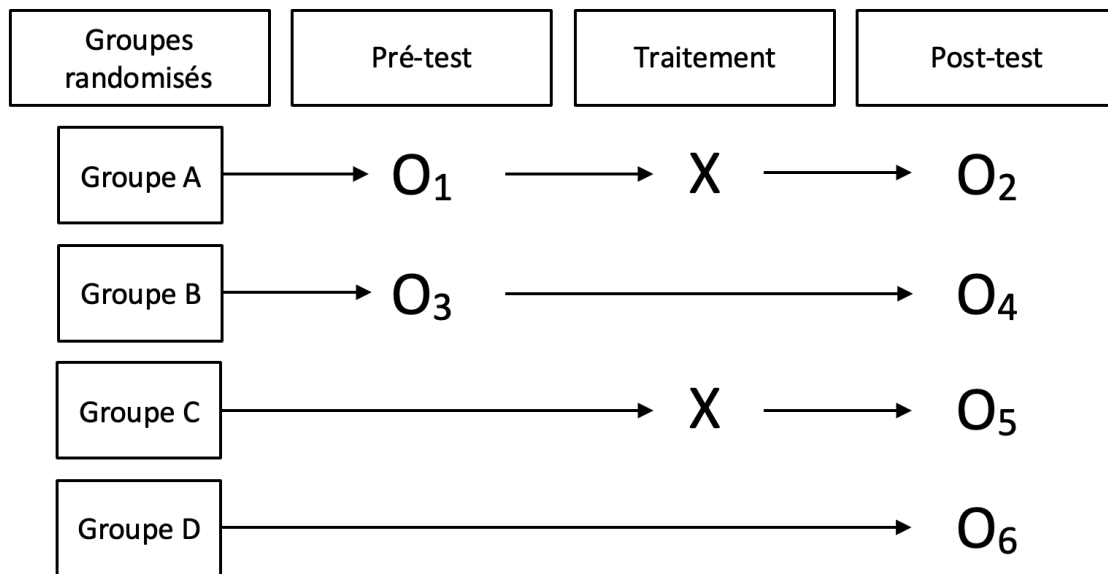 Groupes
randomisés
Pré-test
Traitement
Post-test
Groupe A
O₁
X
O₂
Groupe B
O₃
O₄
Groupe C
X
O₅
Groupe D
O₆